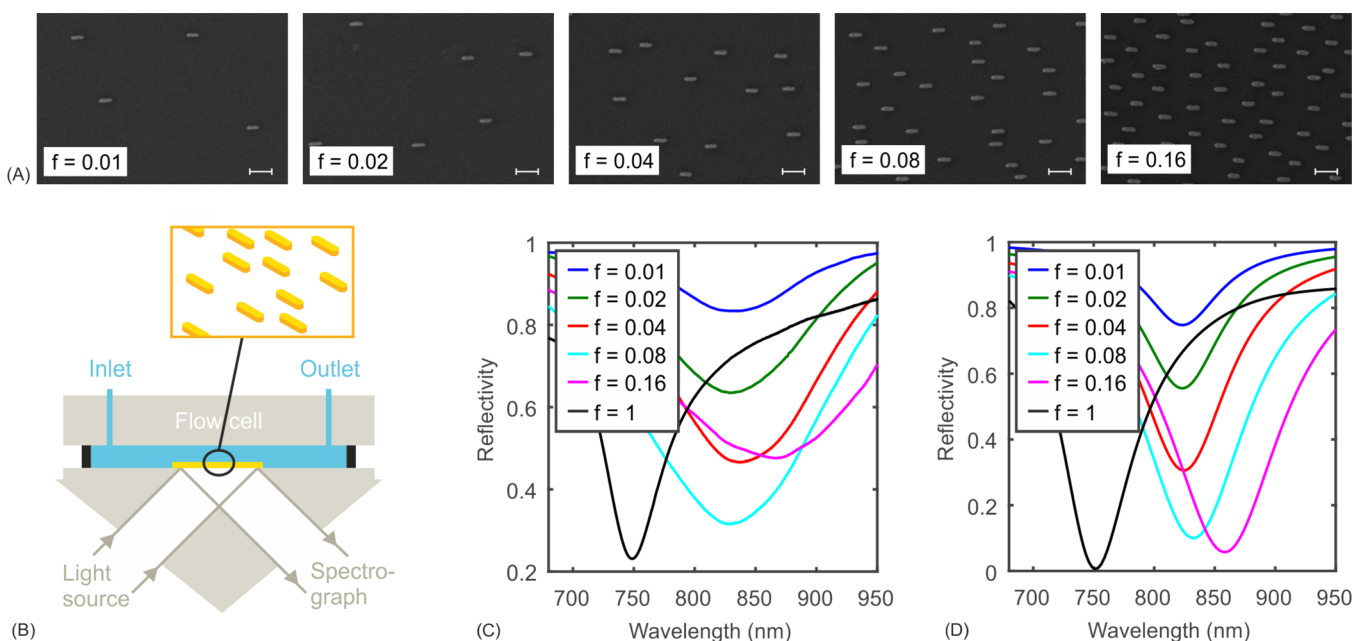 f = 0.01
f = 0.02
f = 0.04
f = 0.08
f = 0.16
(A)
Inlet
Outlet
Flow cell
Light
source
Spectro-
graph
(B)
1
0.8
0.6
0.4
0.2
Reflectivity
f = 0.01
f = 0.02
f = 0.04
f = 0.08
f = 0.16
f = 1
700 750 800 850 900 950
Wavelength (nm)
(C)
1
0.8
0.6
0.4
0.2
0
Reflectivity
f = 0.01
f = 0.02
f = 0.04
f = 0.08
f = 0.16
f = 1
700 750 800 850 900 950
Wavelength (nm)
(D)